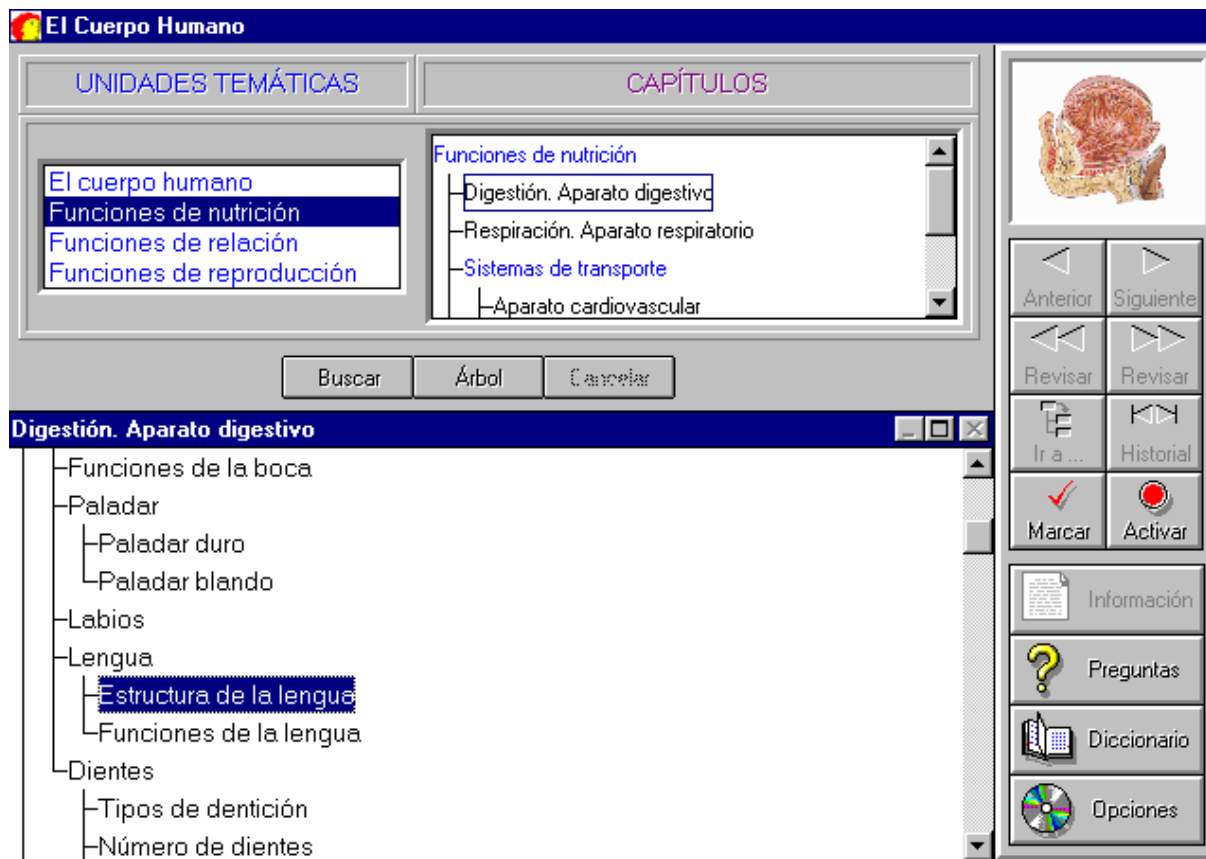 El Cuerpo Humano
UNIDADES TEMÁTICAS
CAPÍTULOS
El cuerpo humano
Funciones de nutrición
Funciones de relación
Funciones de reproducción
Funciones de nutrición
Digestión. Aparato digestivo
Respiración. Aparato respiratorio
Sistemas de transporte
Aparato cardiovascular
Buscar
Árbol
Cancelar
Digestión. Aparato digestivo
Funciones de la boca
Paladar
Paladar duro
Paladar blando
Labios
Lengua
Estructura de la lengua
Funciones de la lengua
Dientes
Tipos de dentición
Número de dientes
Anterior
Siguiente
Revisar
Revisar
Ir a ...
Historial
Marcar
Activar
Información
Preguntas
Diccionario
Opciones